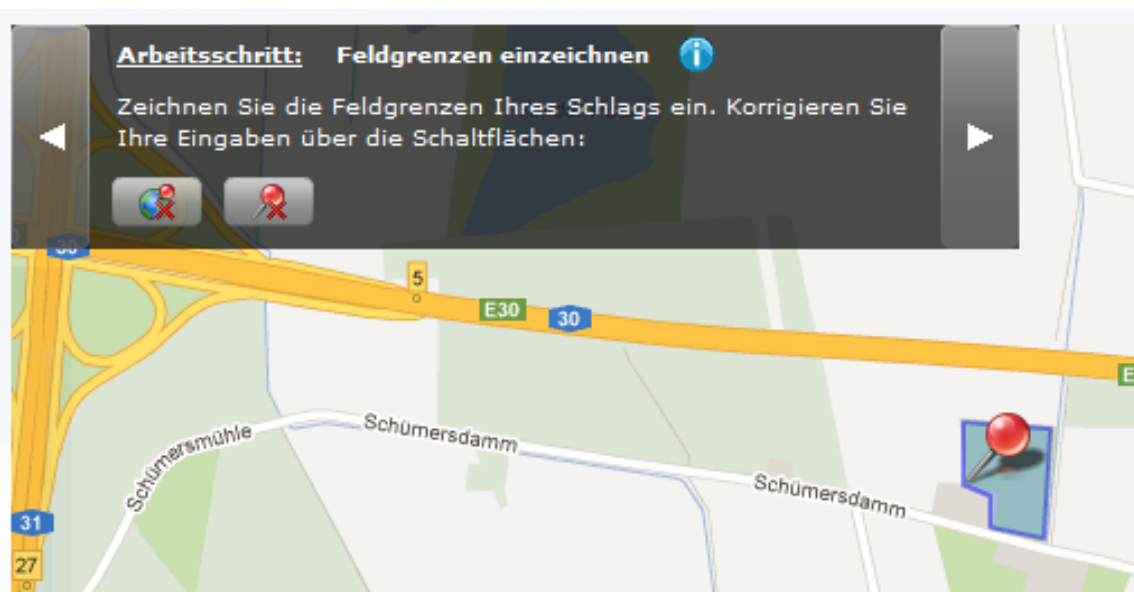 Arbeitsschritt: Feldgrenzen einzeichnen
Zeichnen Sie die Feldgrenzen Ihres Schlags ein. Korrigieren Sie
Ihre Eingaben über die Schaltflächen:
30
5
E30
30
E
Schümersmühle
Schümersdamm
Schümersdamm
31
27